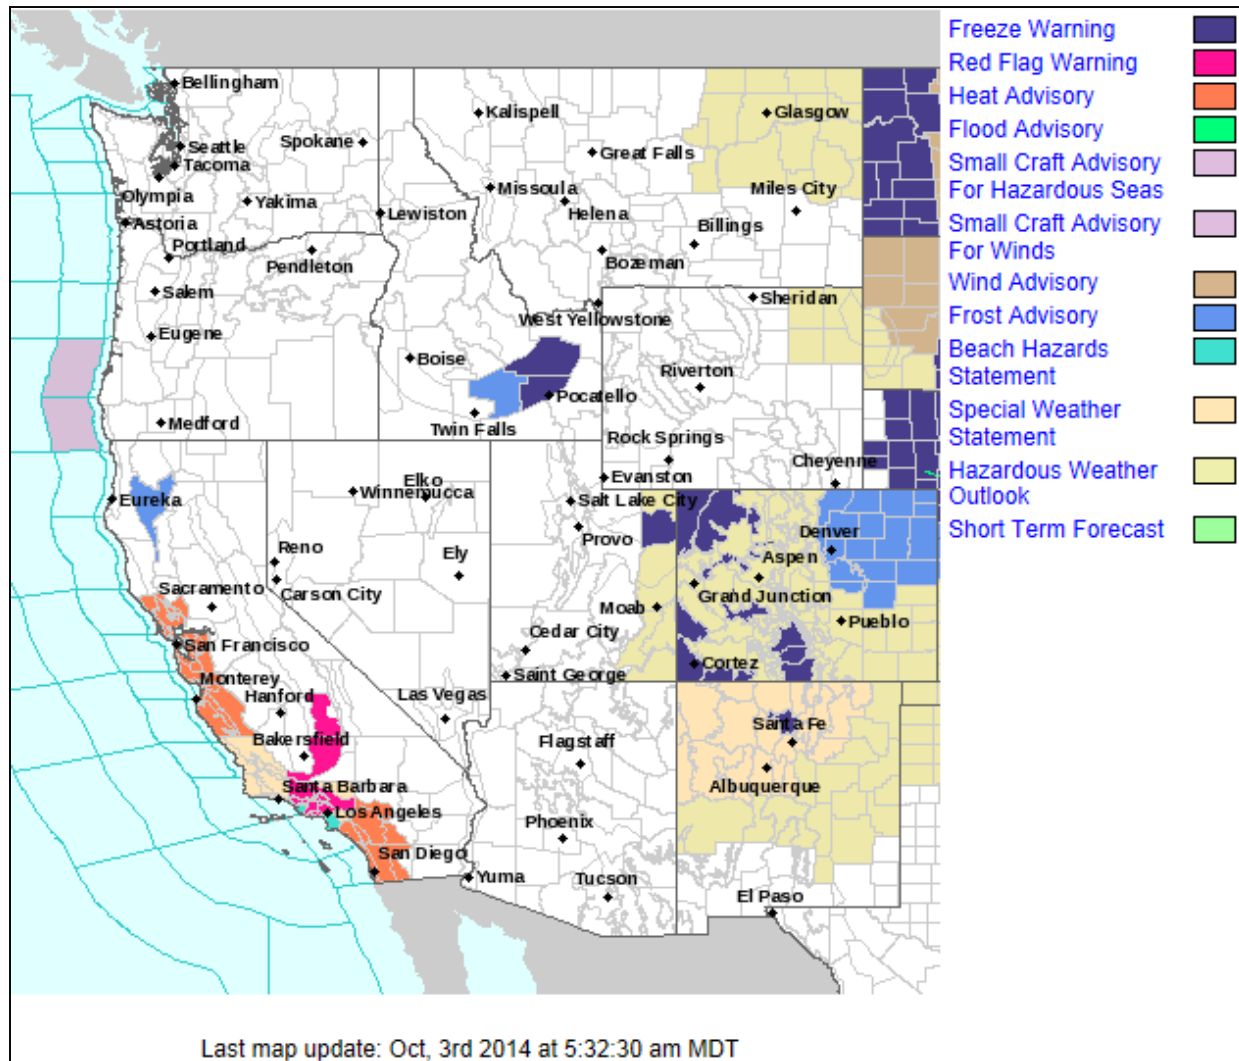 Freeze Warning
Red Flag Warning
Heat Advisory
Flood Advisory
Small Craft Advisory
For Hazardous Seas
Small Craft Advisory
For Winds
Wind Advisory
Frost Advisory
Beach Hazards
Statement
Special Weather
Statement
Hazardous Weather
Outlook
Short Term Forecast
Bellingham
Seattle
Tacoma
Olympia
Spokane
Yakima
Astoria
Portland
Pendleton
Lewiston
Salem
Eugene
Medford
Kalispell
Great Falls
Glasgow
Missoula
Helena
Miles City
Billings
Bozeman
West Yellowstone
Sheridan
Boise
Pocatello
Twin Falls
Riverton
Rock Springs
Evanston
Cheyenne
Eureka
Winnemucca
Elko
Reno
Carson City
Ely
Sacramento
San Francisco
Monterey
Hanford
Bakersfield
Las Vegas
Santa Barbara
Los Angeles
San Diego
Salt Lake City
Provo
Moab
Cedar City
Saint George
Denver
Aspen
Grand Junction
Pueblo
Cortez
Flagstaff
Phoenix
Tucson
Yuma
Santa Fe
Albuquerque
El Paso
Last map update: Oct, 3rd 2014 at 5:32:30 am MDT